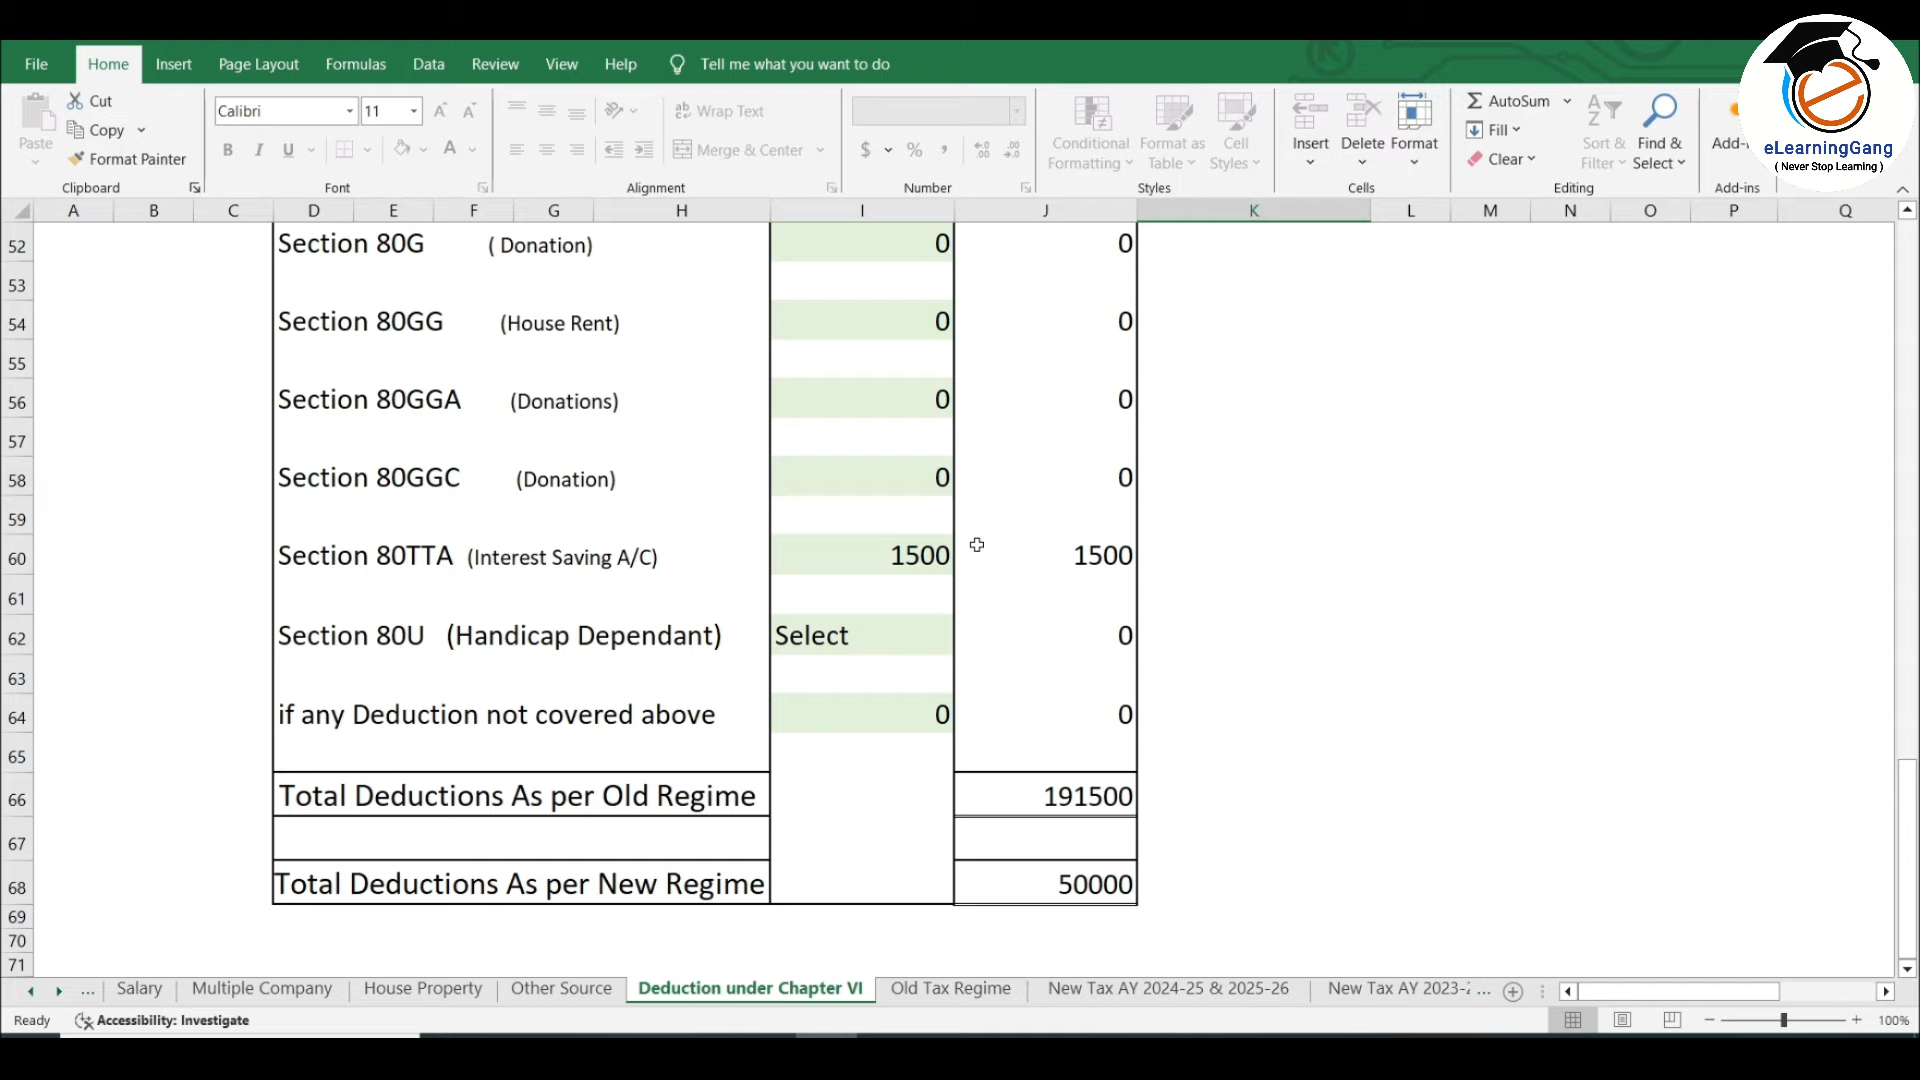 File Home Insert Page Layout Formulas Data Review View Help Tell me what you want to do
Cut
Copy
Format Painter
Paste
Clipboard
Calibri 11
B I U
Font
Wrap Text
Merge & Center
Alignment
$ % ,
Number
Conditional Formatting
Format as Table
Cell Styles
Styles
Insert Delete Format
Cells
AutoSum
Fill
Clear
Sort & Filter
Find & Select
Editing
Add-
Add-ins
eLearningGang
( Never Stop Learning )
A B C D E F G H I J K L M N O P Q
52 Section 80G ( Donation) 0 0
53
54 Section 80GG (House Rent) 0 0
55
56 Section 80GGA (Donations) 0 0
57
58 Section 80GGC (Donation) 0 0
59
60 Section 80TTA (Interest Saving A/C) 1500 1500
61
62 Section 80U (Handicap Dependant) Select 0
63
64 if any Deduction not covered above 0 0
65
66 Total Deductions As per Old Regime 191500
67
68 Total Deductions As per New Regime 50000
69
70
71
... Salary Multiple Company House Property Other Source Deduction under Chapter VI Old Tax Regime New Tax AY 2024-25 & 2025-26 New Tax AY 2023-2 ...
Ready Accessibility: Investigate 100%